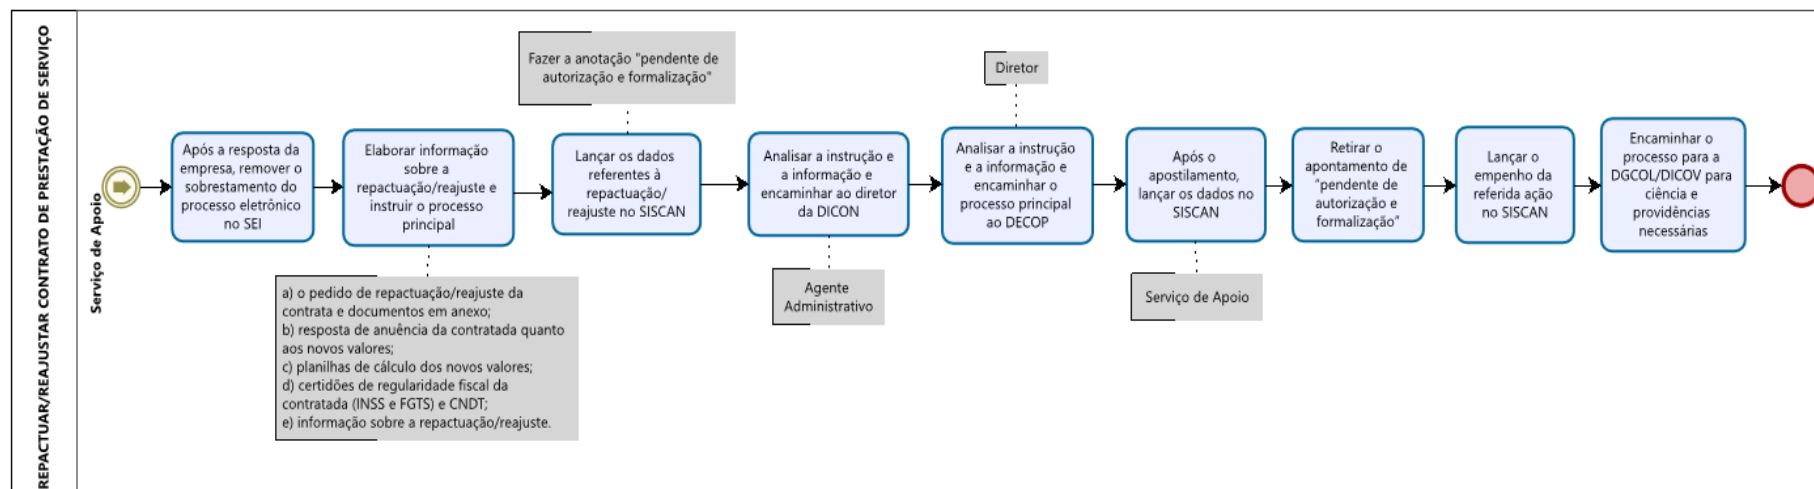 REPACTUAR/REAJUSTAR CONTRATO DE PRESTAÇÃO DE SERVIÇO
Serviço de Apoio
Após a resposta da
empresa, remover o
sobrestamento do
processo eletrônico
no SEI
Elaborar informação
sobre a
repactuação/reajuste e
instruir o processo
principal
a) o pedido de repactuação/reajuste da
contrata e documentos em anexo;
b) resposta de anuência da contratada quanto
aos novos valores;
c) planilhas de cálculo dos novos valores;
d) certidões de regularidade fiscal da
contratada (INSS e FGTS) e CNDT;
e) informação sobre a repactuação/reajuste.
Fazer a anotação "pendente de
autorização e formalização"
Lançar os dados
referentes à
repactuação/
reajuste no SISCAN
Analisar a instrução e
a informação e
encaminhar ao diretor
da DICON
Agente
Administrativo
Diretor
Analisar a instrução
e a informação e
encaminhar o
processo principal
ao DECOP
Após o
apostilamento,
lançar os dados no
SISCAN
Serviço de Apoio
Retirar o
apontamento de
"pendente de
autorização e
formalização"
Lançar o
empenho da
referida ação
no SISCAN
Encaminhar o
processo para a
DGCOL/DICOV para
ciência e
providências
necessárias